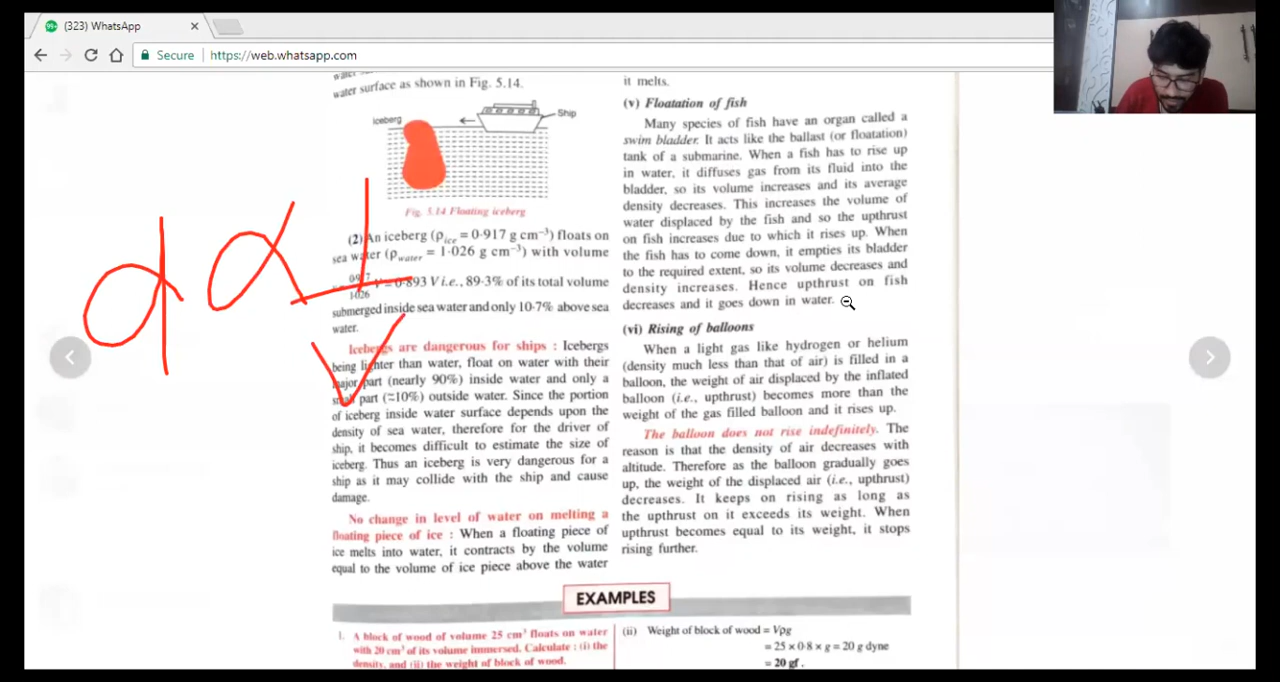 (323) WhatsApp
Secure
https://web.whatsapp.com
water surface as shown in Fig. 5.14.
Iceberg
Ship
Fig. 5.14 Floating iceberg
(2) An iceberg (ρice = 0·917 g cm⁻³) floats on
sea water (ρwater = 1·026 g cm⁻³) with volume
V = 0·893 V i.e., 89·3% of its total volume
1·026
submerged inside sea water and only 10·7% above sea
water.
Icebergs are dangerous for ships : Icebergs
being lighter than water, float on water with their
major part (nearly 90%) inside water and only a
small part (≃10%) outside water. Since the portion
of iceberg inside water surface depends upon the
density of sea water, therefore for the driver of
ship, it becomes difficult to estimate the size of
iceberg. Thus an iceberg is very dangerous for a
ship as it may collide with the ship and cause
damage.
No change in level of water on melting a
floating piece of ice : When a floating piece of
ice melts into water, it contracts by the volume
equal to the volume of ice piece above the water
it melts.
(v) Floatation of fish
Many species of fish have an organ called a
swim bladder. It acts like the ballast (or floatation)
tank of a submarine. When a fish has to rise up
in water, it diffuses gas from its fluid into the
bladder, so its volume increases and its average
density decreases. This increases the volume of
water displaced by the fish and so the upthrust
on fish increases due to which it rises up. When
the fish has to come down, it empties its bladder
to the required extent, so its volume decreases and
density increases. Hence upthrust on fish
decreases and it goes down in water.
(vi) Rising of balloons
When a light gas like hydrogen or helium
(density much less than that of air) is filled in a
balloon, the weight of air displaced by the inflated
balloon (i.e., upthrust) becomes more than the
weight of the gas filled balloon and it rises up.
The balloon does not rise indefinitely. The
reason is that the density of air decreases with
altitude. Therefore as the balloon gradually goes
up, the weight of the displaced air (i.e., upthrust)
decreases. It keeps on rising as long as
the upthrust on it exceeds its weight. When
upthrust becomes equal to its weight, it stops
rising further.
d α 1
V
EXAMPLES
1. A block of wood of volume 25 cm³ floats on water
with 20 cm³ of its volume immersed. Calculate : (i) the
density, and (ii) the weight of block of wood.
(ii) Weight of block of wood = Vρg
= 25 × 0·8 × g = 20 g dyne
= 20 gf.